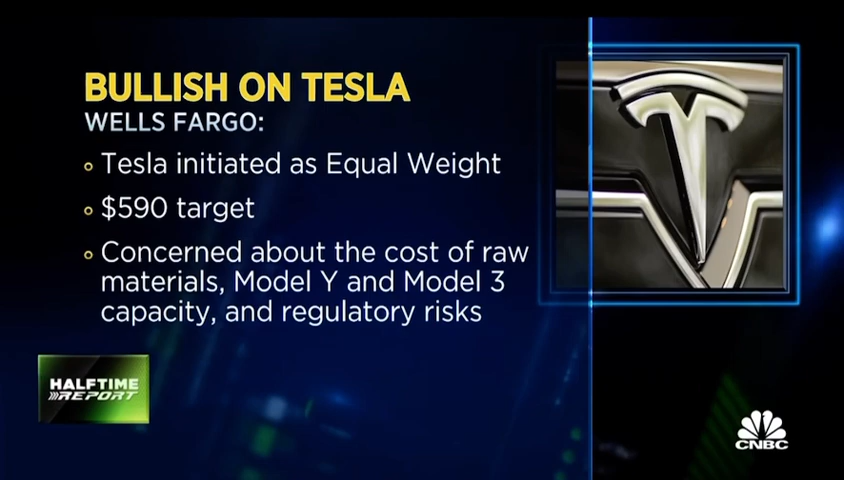 BULLISH ON TESLA
WELLS FARGO:
Tesla initiated as Equal Weight
$590 target
Concerned about the cost of raw
materials, Model Y and Model 3
capacity, and regulatory risks
HALFTIME
REPORT
CNBC